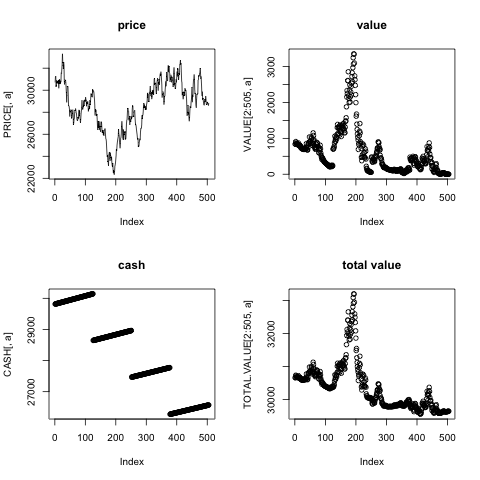 price
PRICE[, a]
22000 26000 30000
0 100 200 300 400 500
Index
value
VALUE[2:505, a]
0 1000 2000 3000
0 100 200 300 400 500
Index
cash
CASH[, a]
27000 29000
0 100 200 300 400 500
Index
total value
TOTAL.VALUE[2:505, a]
30000 32000
0 100 200 300 400 500
Index